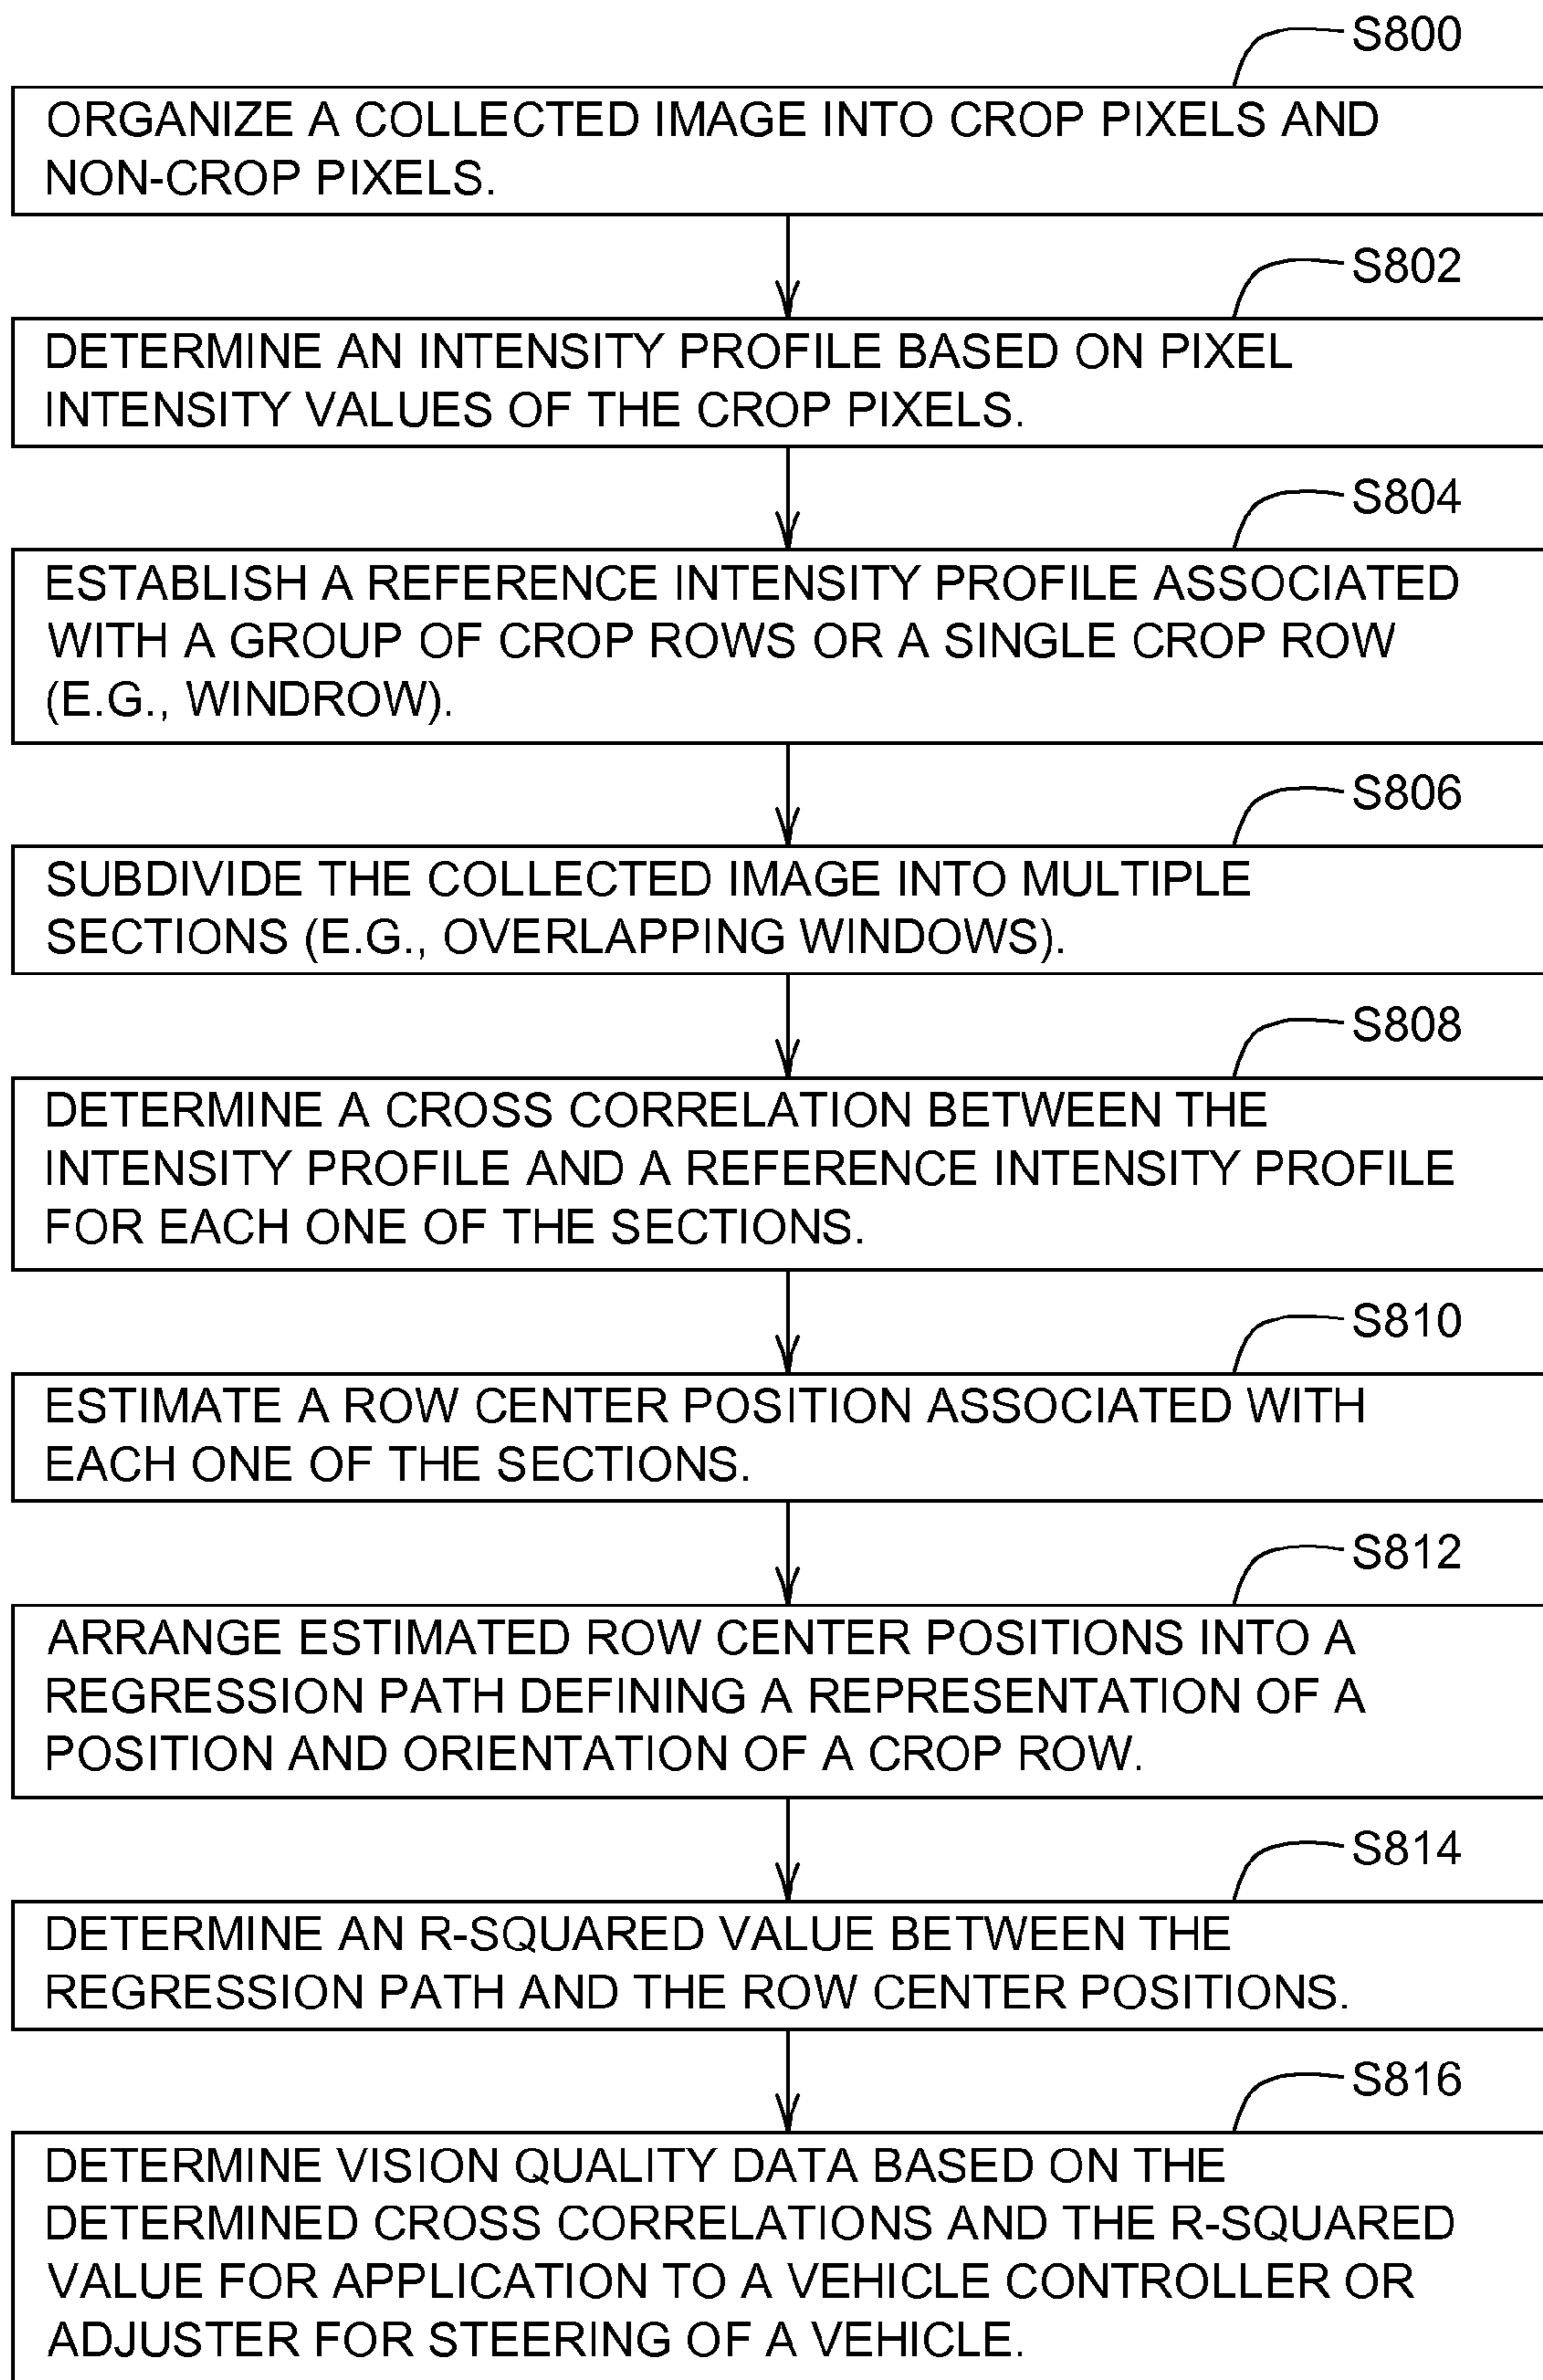 S800
ORGANIZE A COLLECTED IMAGE INTO CROP PIXELS AND
NON-CROP PIXELS.
S802
DETERMINE AN INTENSITY PROFILE BASED ON PIXEL
INTENSITY VALUES OF THE CROP PIXELS.
S804
ESTABLISH A REFERENCE INTENSITY PROFILE ASSOCIATED
WITH A GROUP OF CROP ROWS OR A SINGLE CROP ROW
(E.G., WINDROW).
S806
SUBDIVIDE THE COLLECTED IMAGE INTO MULTIPLE
SECTIONS (E.G., OVERLAPPING WINDOWS).
S808
DETERMINE A CROSS CORRELATION BETWEEN THE
INTENSITY PROFILE AND A REFERENCE INTENSITY PROFILE
FOR EACH ONE OF THE SECTIONS.
S810
ESTIMATE A ROW CENTER POSITION ASSOCIATED WITH
EACH ONE OF THE SECTIONS.
S812
ARRANGE ESTIMATED ROW CENTER POSITIONS INTO A
REGRESSION PATH DEFINING A REPRESENTATION OF A
POSITION AND ORIENTATION OF A CROP ROW.
S814
DETERMINE AN R-SQUARED VALUE BETWEEN THE
REGRESSION PATH AND THE ROW CENTER POSITIONS.
S816
DETERMINE VISION QUALITY DATA BASED ON THE
DETERMINED CROSS CORRELATIONS AND THE R-SQUARED
VALUE FOR APPLICATION TO A VEHICLE CONTROLLER OR
ADJUSTER FOR STEERING OF A VEHICLE.